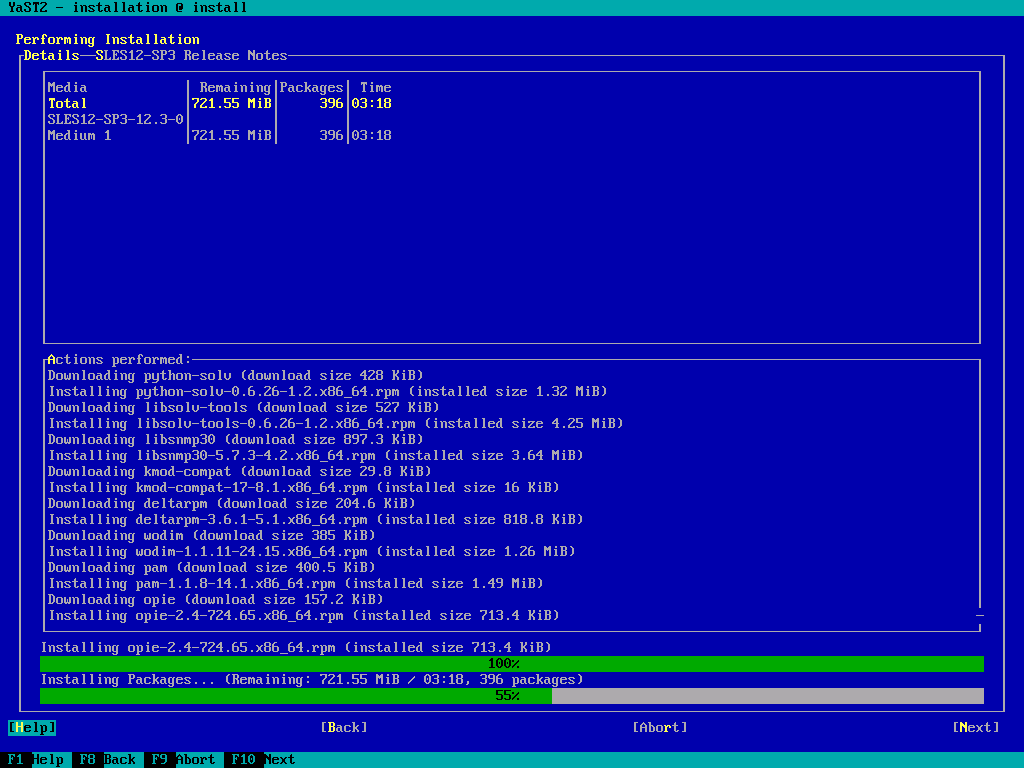 YaST2 - installation @ install
Performing Installation
Details SLES12-SP3 Release Notes
Media Remaining Packages Time
Total 721.55 MiB 396 03:18
SLES12-SP3-12.3-0
Medium 1 721.55 MiB 396 03:18
Actions performed:
Downloading python-solv (download size 428 KiB)
Installing python-solv-0.6.26-1.2.x86_64.rpm (installed size 1.32 MiB)
Downloading libsolv-tools (download size 527 KiB)
Installing libsolv-tools-0.6.26-1.2.x86_64.rpm (installed size 4.25 MiB)
Downloading libsnmp30 (download size 897.3 KiB)
Installing libsnmp30-5.7.3-4.2.x86_64.rpm (installed size 3.64 MiB)
Downloading kmod-compat (download size 29.8 KiB)
Installing kmod-compat-17-8.1.x86_64.rpm (installed size 16 KiB)
Downloading deltarpm (download size 204.6 KiB)
Installing deltarpm-3.6.1-5.1.x86_64.rpm (installed size 818.8 KiB)
Downloading wodim (download size 385 KiB)
Installing wodim-1.1.11-24.15.x86_64.rpm (installed size 1.26 MiB)
Downloading pam (download size 400.5 KiB)
Installing pam-1.1.8-14.1.x86_64.rpm (installed size 1.49 MiB)
Downloading opie (download size 157.2 KiB)
Installing opie-2.4-724.65.x86_64.rpm (installed size 713.4 KiB)
Installing opie-2.4-724.65.x86_64.rpm (installed size 713.4 KiB)
100%
Installing Packages... (Remaining: 721.55 MiB / 03:18, 396 packages)
55%
[Help] [Back] [Abort] [Next]
F1 Help F8 Back F9 Abort F10 Next